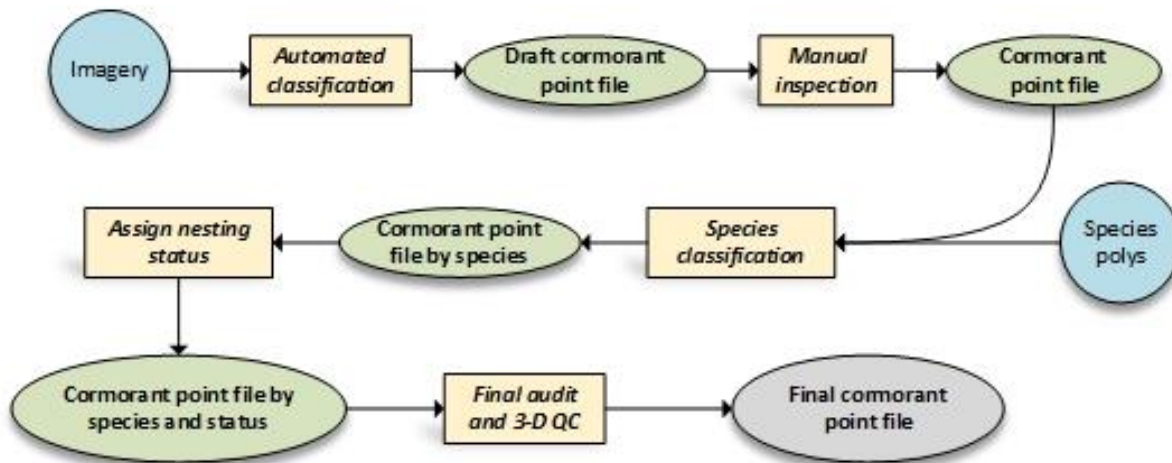 Imagery
Automated
classification
Draft cormorant
point file
Manual
inspection
Cormorant
point file
Assign nesting
status
Cormorant point
file by species
Species
classification
Species
polys
Cormorant point file by
species and status
Final audit
and 3-D QC
Final cormorant
point file